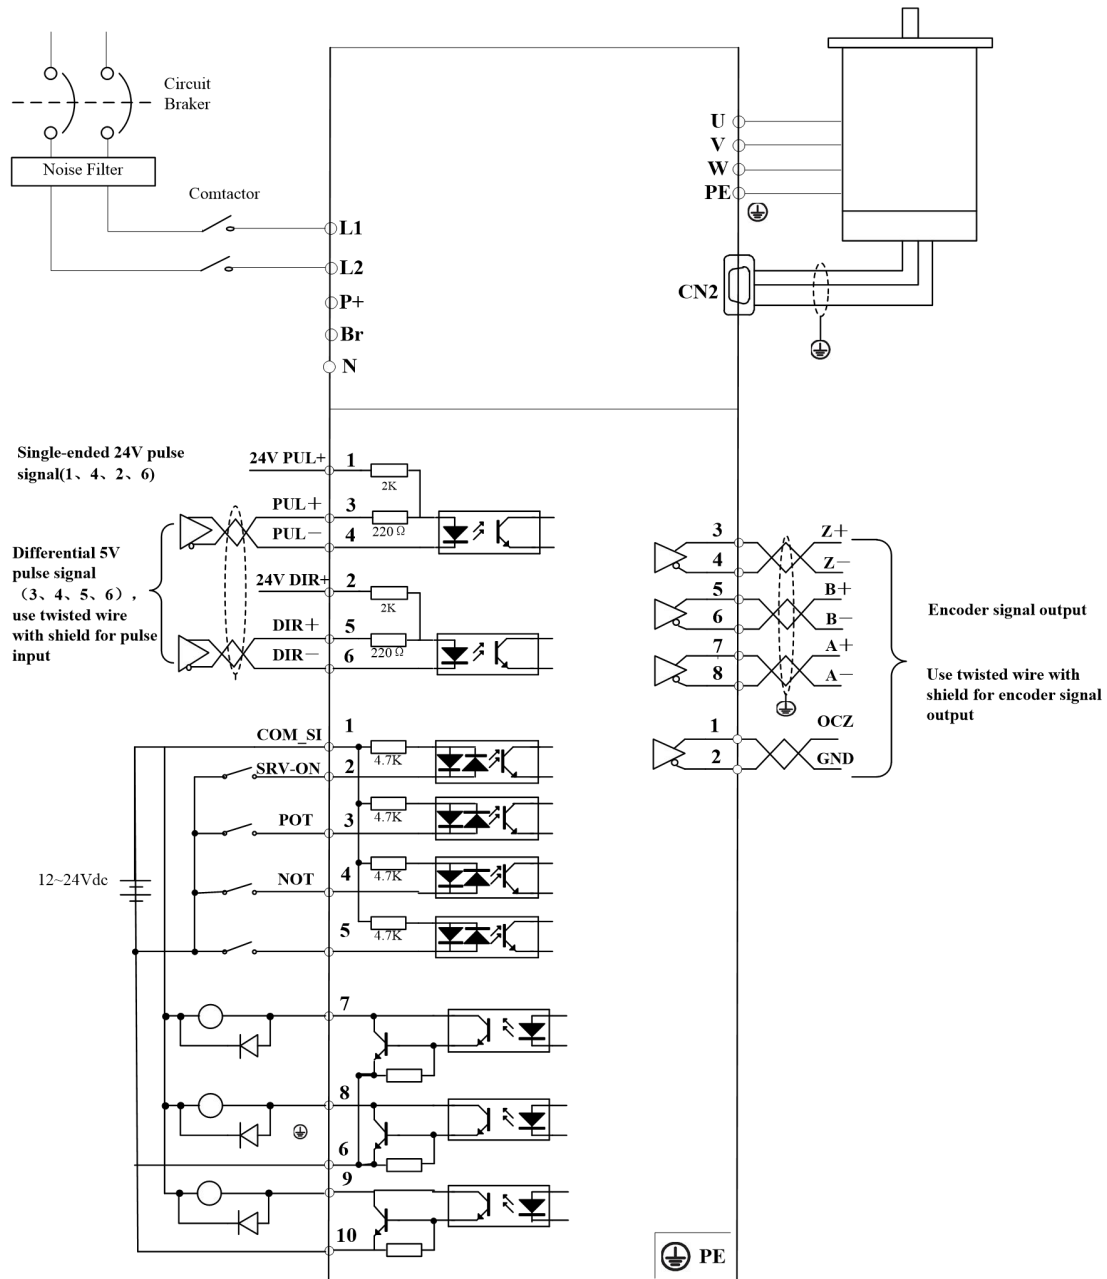 Circuit
Braker
Noise Filter
Comtactor
L1
L2
P+
Br
N
U
V
W
PE
CN2
Single-ended 24V pulse
signal(1、4、2、6)
24V PUL+ 1
2K
PUL+ 3
220Ω
PUL- 4
Differential 5V
pulse signal
（3、4、5、6），
use twisted wire
with shield for pulse
input
24V DIR+ 2
2K
DIR+ 5
220Ω
DIR- 6
3 Z+
4 Z-
5 B+
6 B-
7 A+
8 A-
1 OCZ
2 GND
Encoder signal output
Use twisted wire with
shield for encoder signal
output
COM_SI 1
4.7K
SRV-ON 2
4.7K
POT 3
4.7K
NOT 4
4.7K
5
12~24Vdc
7
8
6
9
10
PE